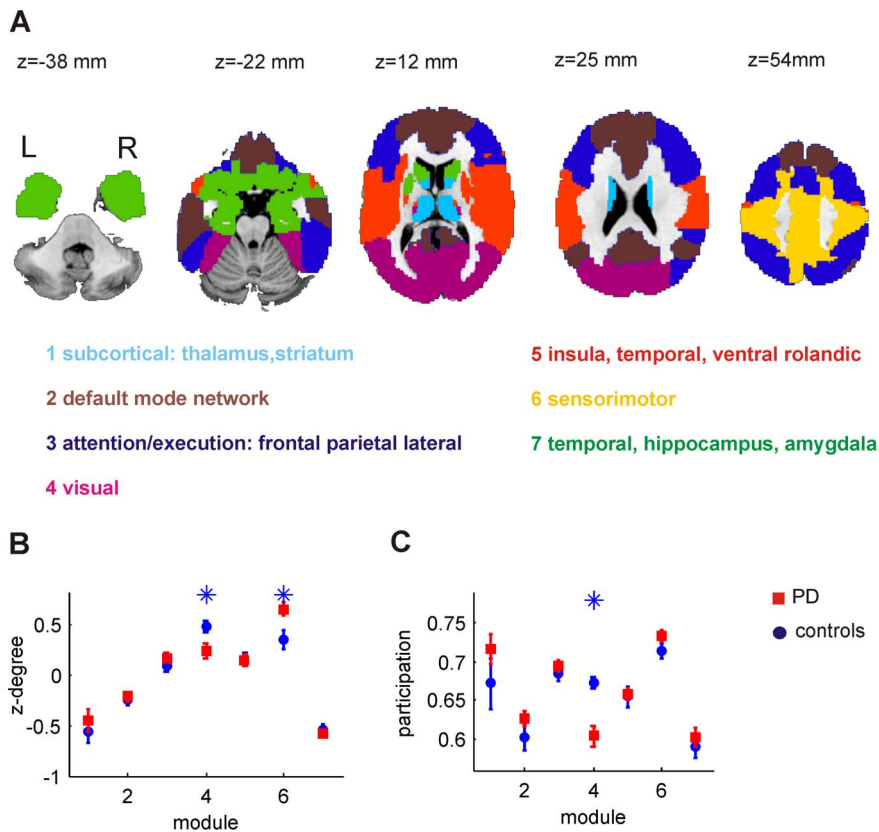 A
z=-38 mm z=-22 mm z=12 mm z=25 mm z=54mm
L R
1 subcortical: thalamus,striatum
2 default mode network
3 attention/execution: frontal parietal lateral
4 visual
5 insula, temporal, ventral rolandic
6 sensorimotor
7 temporal, hippocampus, amygdala
B
z-degree
0.5
0
-0.5
-1
2 4 6
module
C
participation
0.75
0.7
0.65
0.6
2 4 6
module
PD
controls